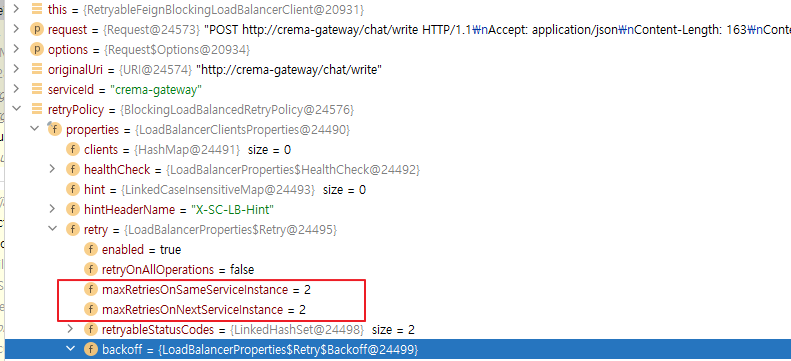 this = {RetryableFeignBlockingLoadBalancerClient@20931}
request = {Request@24573} "POST http://crema-gateway/chat/write HTTP/1.1₩nAccept: application/json₩nContent-Length: 163₩nConte
options = {Request$Options@20934}
originalUri = {URI@24574} "http://crema-gateway/chat/write"
serviceId = "crema-gateway"
retryPolicy = {BlockingLoadBalancedRetryPolicy@24576}
properties = {LoadBalancerClientsProperties@24490}
clients = {HashMap@24491} size = 0
healthCheck = {LoadBalancerProperties$HealthCheck@24492}
hint = {LinkedCaseInsensitiveMap@24493} size = 0
hintHeaderName = "X-SC-LB-Hint"
retry = {LoadBalancerProperties$Retry@24495}
enabled = true
retryOnAllOperations = false
maxRetriesOnSameServiceInstance = 2
maxRetriesOnNextServiceInstance = 2
retryableStatusCodes = {LinkedHashSet@24498} size = 2
backoff = {LoadBalancerProperties$Retry$Backoff@24499}